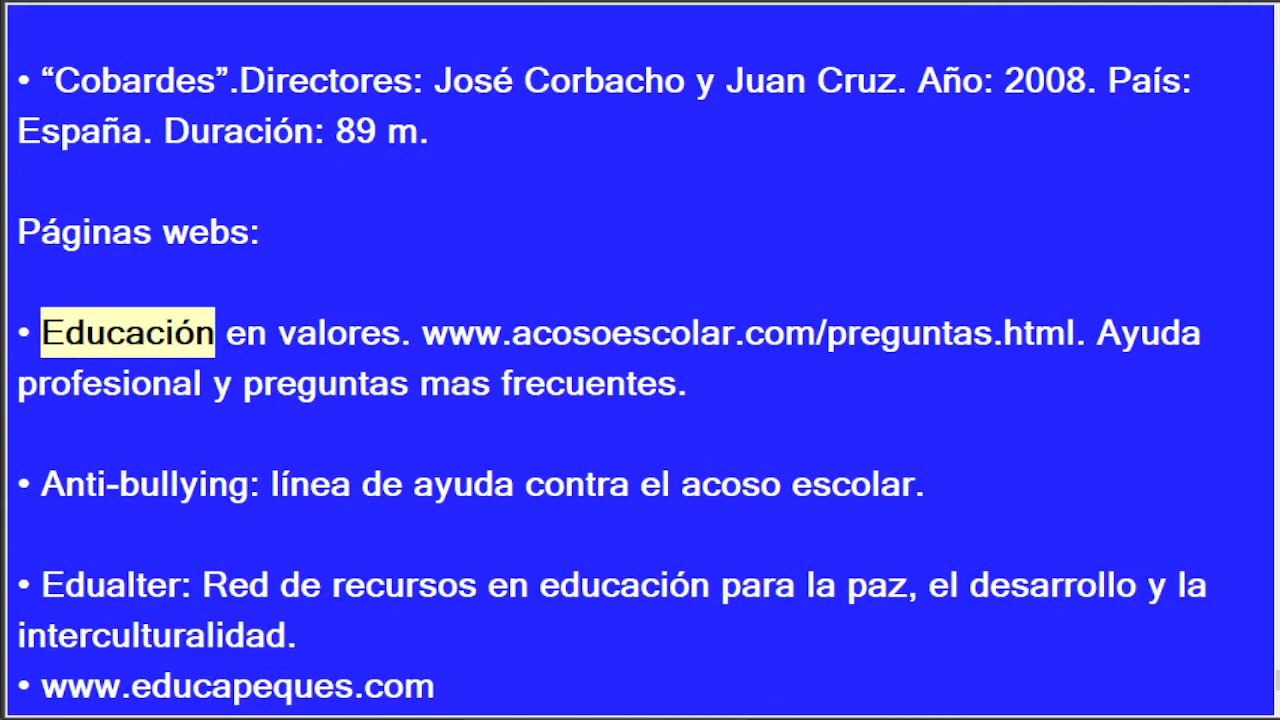 • “Cobardes”.Directores: José Corbacho y Juan Cruz. Año: 2008. País:
España. Duración: 89 m.
Páginas webs:
• Educación en valores. www.acosoescolar.com/preguntas.html. Ayuda
profesional y preguntas mas frecuentes.
• Anti-bullying: línea de ayuda contra el acoso escolar.
• Edualter: Red de recursos en educación para la paz, el desarrollo y la
interculturalidad.
• www.educapeques.com